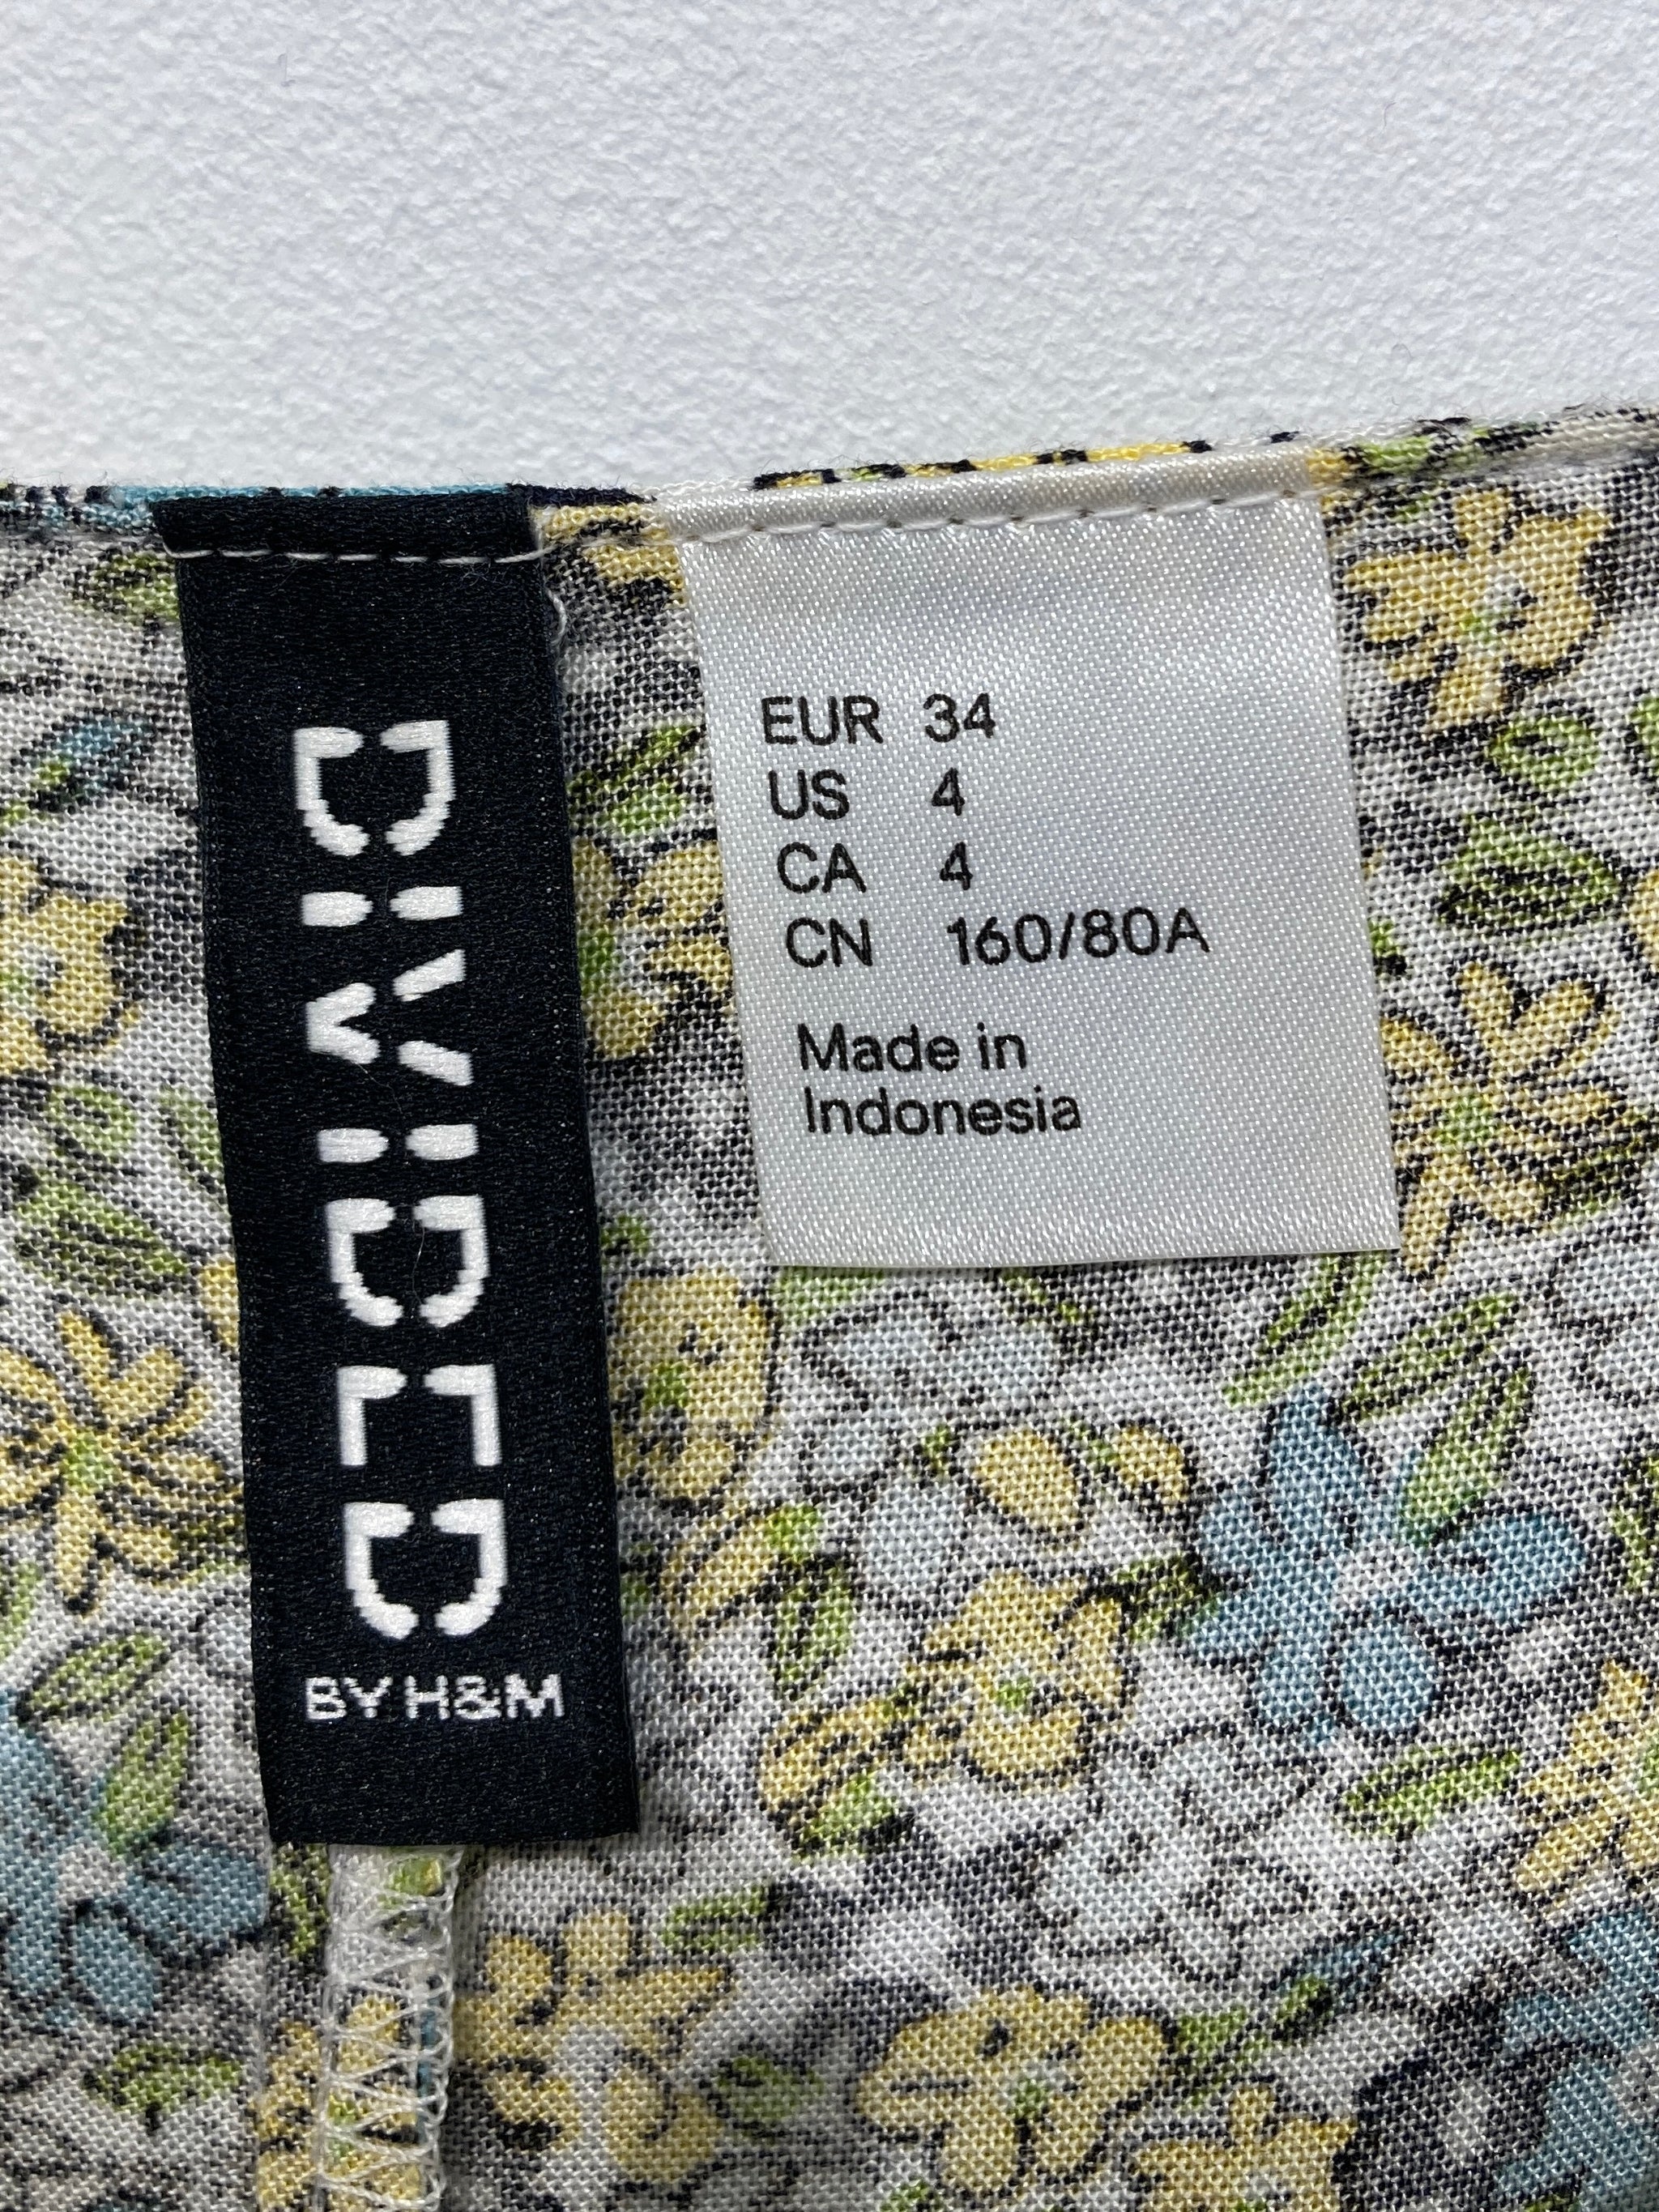 DIVIDED
BY H&M
EUR 34
US 4
CA 4
CN 160/80A
Made in
Indonesia